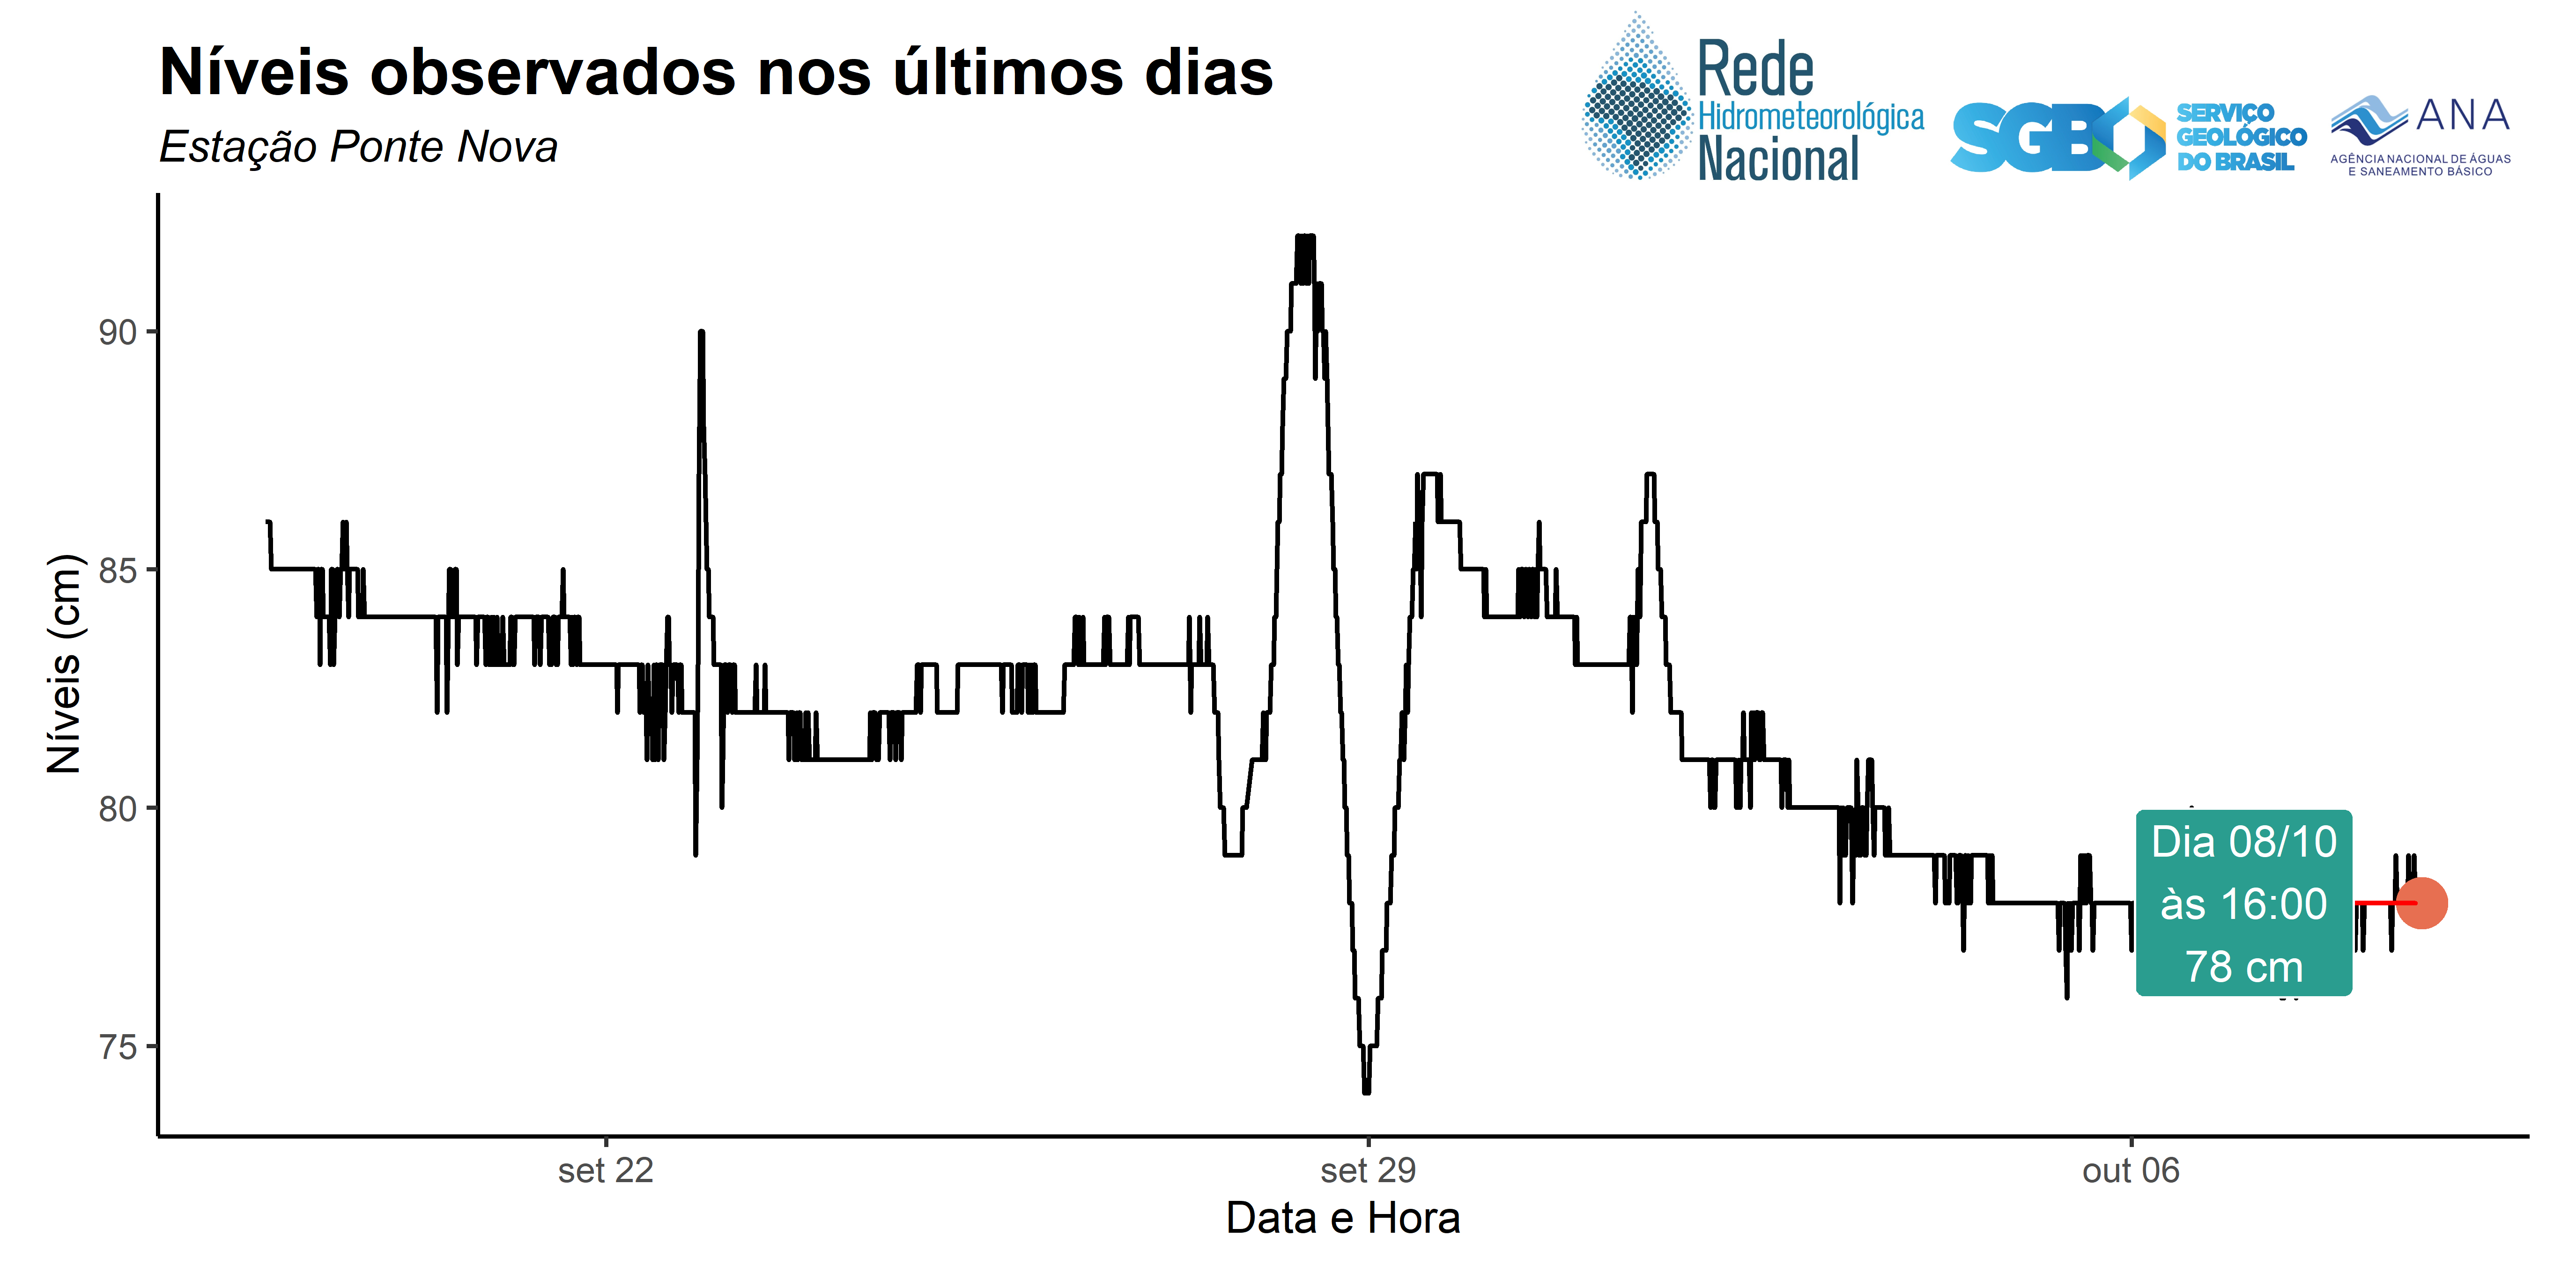 Níveis observados nos últimos dias
Estação Ponte Nova
Rede
Hidrometeorológica
Nacional
SGB
SERVIÇO
GEOLÓGICO
DO BRASIL
ANA
AGÊNCIA NACIONAL DE ÁGUAS
E SANEAMENTO BÁSICO
Níveis (cm)
90
85
80
75
Dia 08/10
às 16:00
78 cm
set 22
set 29
out 06
Data e Hora